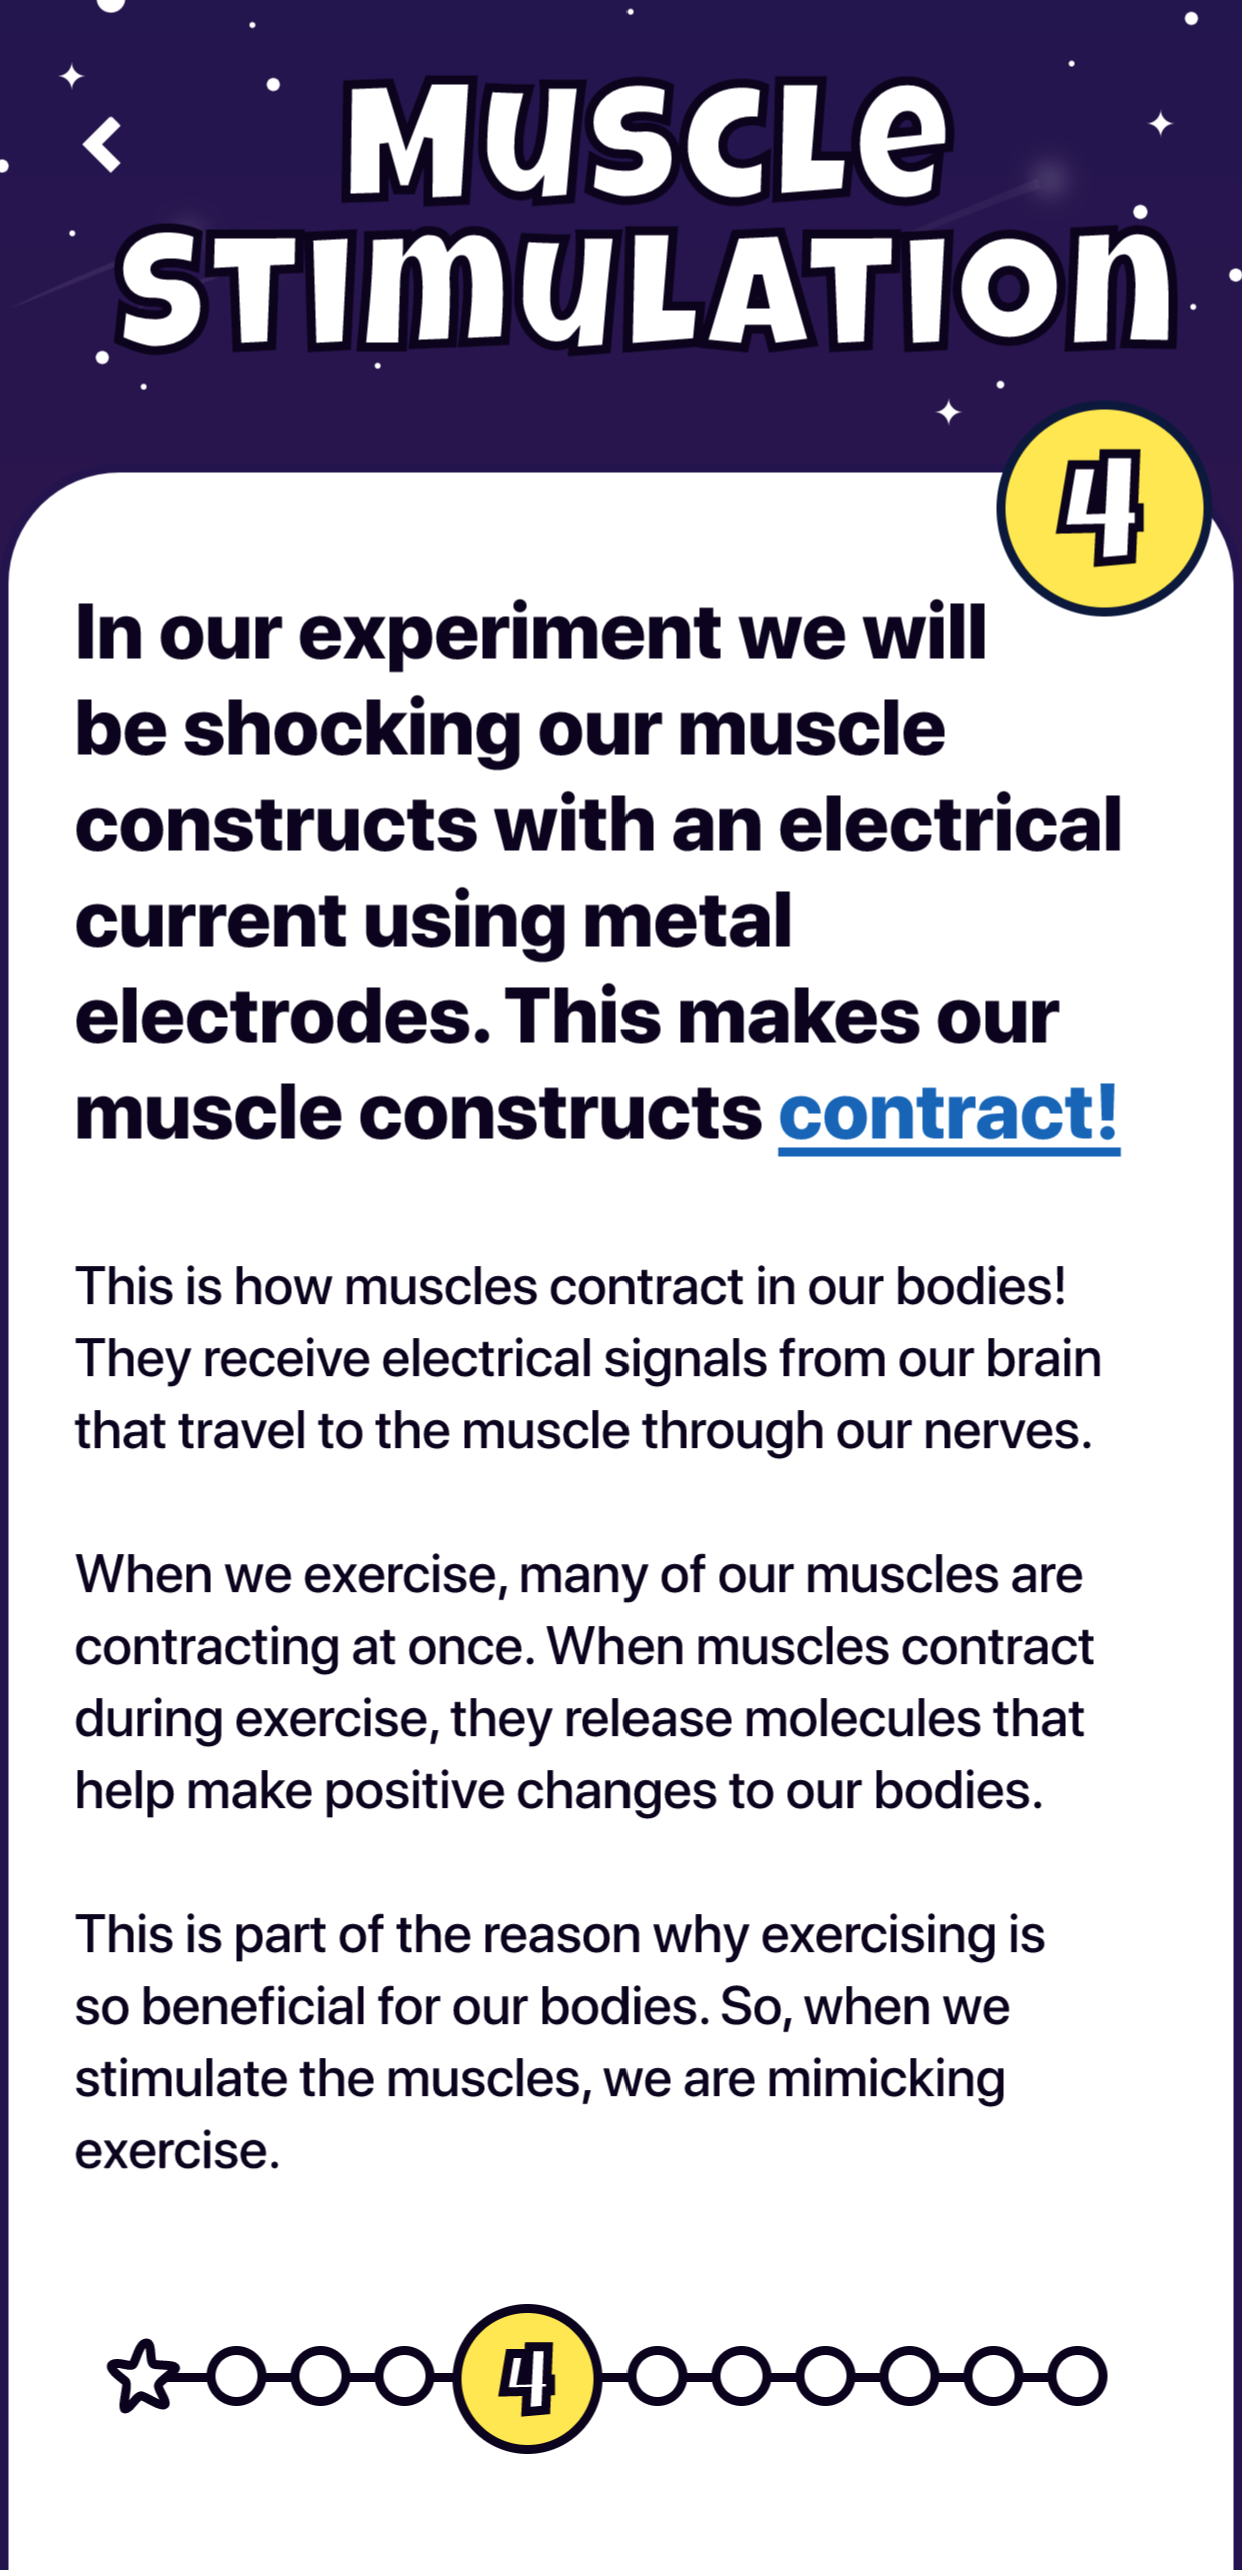 Muscle
Stimulation
4
In our experiment we will
be shocking our muscle
constructs with an electrical
current using metal
electrodes. This makes our
muscle constructs contract!
This is how muscles contract in our bodies!
They receive electrical signals from our brain
that travel to the muscle through our nerves.
When we exercise, many of our muscles are
contracting at once. When muscles contract
during exercise, they release molecules that
help make positive changes to our bodies.
This is part of the reason why exercising is
so beneficial for our bodies. So, when we
stimulate the muscles, we are mimicking
exercise.
4